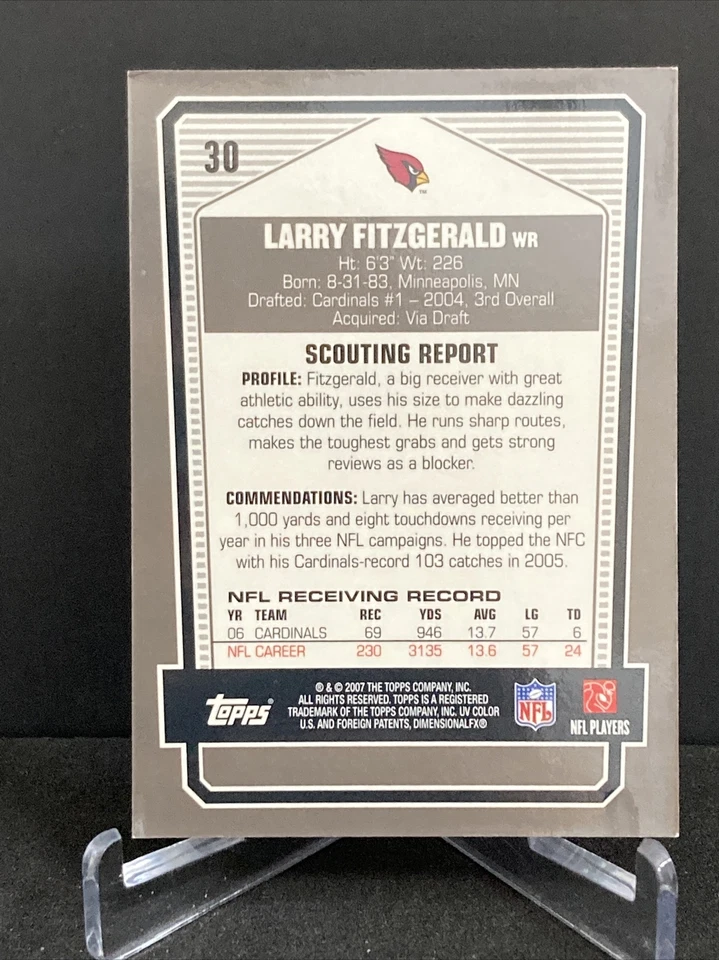 30
TM
LARRY FITZGERALD WR
Ht: 6'3" Wt: 226
Born: 8-31-83, Minneapolis, MN
Drafted: Cardinals #1 – 2004, 3rd Overall
Acquired: Via Draft
SCOUTING REPORT
PROFILE: Fitzgerald, a big receiver with great
athletic ability, uses his size to make dazzling
catches down the field. He runs sharp routes,
makes the toughest grabs and gets strong
reviews as a blocker.
COMMENDATIONS: Larry has averaged better than
1,000 yards and eight touchdowns receiving per
year in his three NFL campaigns. He topped the NFC
with his Cardinals-record 103 catches in 2005.
NFL RECEIVING RECORD
YR TEAM REC YDS AVG LG TD
06 CARDINALS 69 946 13.7 57 6
NFL CAREER 230 3135 13.6 57 24
topps
® & © 2007 THE TOPPS COMPANY, INC.
ALL RIGHTS RESERVED. TOPPS IS A REGISTERED
TRADEMARK OF THE TOPPS COMPANY, INC. UV COLOR
U.S. AND FOREIGN PATENTS, DIMENSIONALFX®
NFL
NFL PLAYERS